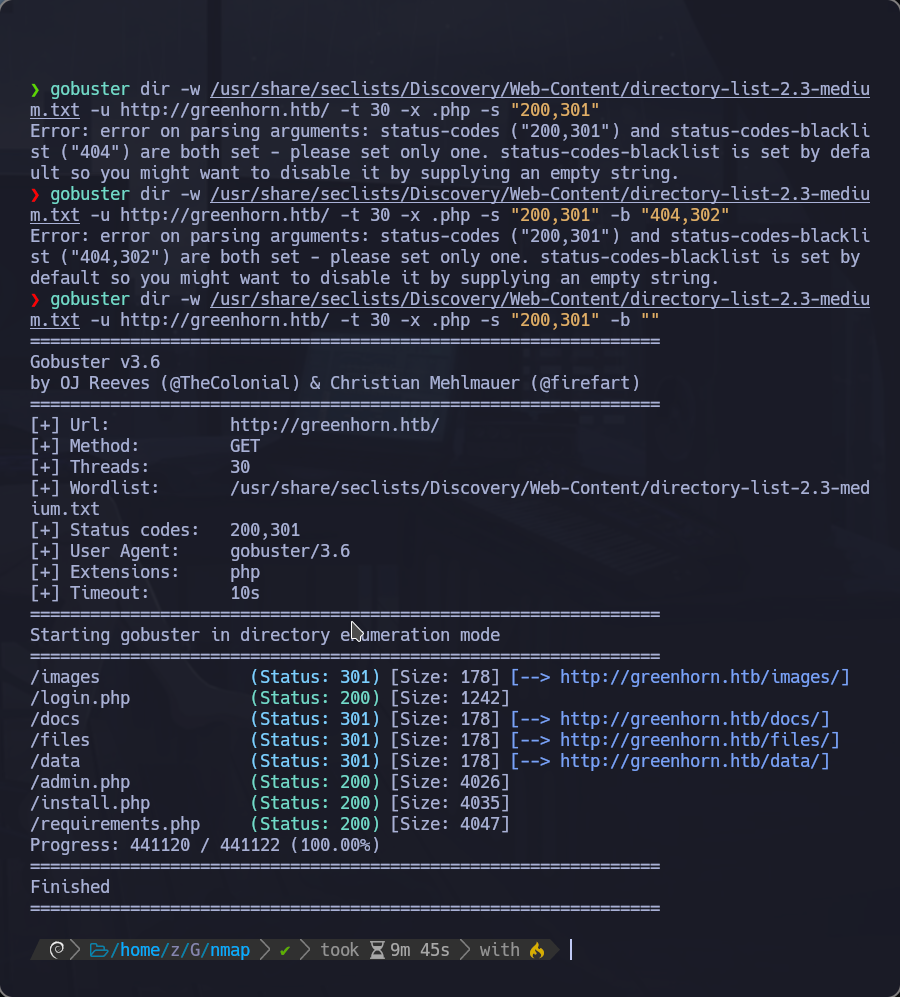 ❯ gobuster dir -w /usr/share/seclists/Discovery/Web-Content/directory-list-2.3-mediu
m.txt -u http://greenhorn.htb/ -t 30 -x .php -s "200,301"
Error: error on parsing arguments: status-codes ("200,301") and status-codes-blackli
st ("404") are both set - please set only one. status-codes-blacklist is set by defa
ult so you might want to disable it by supplying an empty string.
❯ gobuster dir -w /usr/share/seclists/Discovery/Web-Content/directory-list-2.3-mediu
m.txt -u http://greenhorn.htb/ -t 30 -x .php -s "200,301" -b "404,302"
Error: error on parsing arguments: status-codes ("200,301") and status-codes-blackli
st ("404,302") are both set - please set only one. status-codes-blacklist is set by
default so you might want to disable it by supplying an empty string.
❯ gobuster dir -w /usr/share/seclists/Discovery/Web-Content/directory-list-2.3-mediu
m.txt -u http://greenhorn.htb/ -t 30 -x .php -s "200,301" -b ""
===============================================================
Gobuster v3.6
by OJ Reeves (@TheColonial) & Christian Mehlmauer (@firefart)
===============================================================
[+] Url:            http://greenhorn.htb/
[+] Method:         GET
[+] Threads:        30
[+] Wordlist:       /usr/share/seclists/Discovery/Web-Content/directory-list-2.3-med
ium.txt
[+] Status codes:   200,301
[+] User Agent:     gobuster/3.6
[+] Extensions:     php
[+] Timeout:        10s
===============================================================
Starting gobuster in directory enumeration mode
===============================================================
/images               (Status: 301) [Size: 178] [--> http://greenhorn.htb/images/]
/login.php            (Status: 200) [Size: 1242]
/docs                 (Status: 301) [Size: 178] [--> http://greenhorn.htb/docs/]
/files                (Status: 301) [Size: 178] [--> http://greenhorn.htb/files/]
/data                 (Status: 301) [Size: 178] [--> http://greenhorn.htb/data/]
/admin.php            (Status: 200) [Size: 4026]
/install.php          (Status: 200) [Size: 4035]
/requirements.php     (Status: 200) [Size: 4047]
Progress: 441120 / 441122 (100.00%)
===============================================================
Finished
===============================================================
/home/z/G/nmap ✔ took 9m 45s with